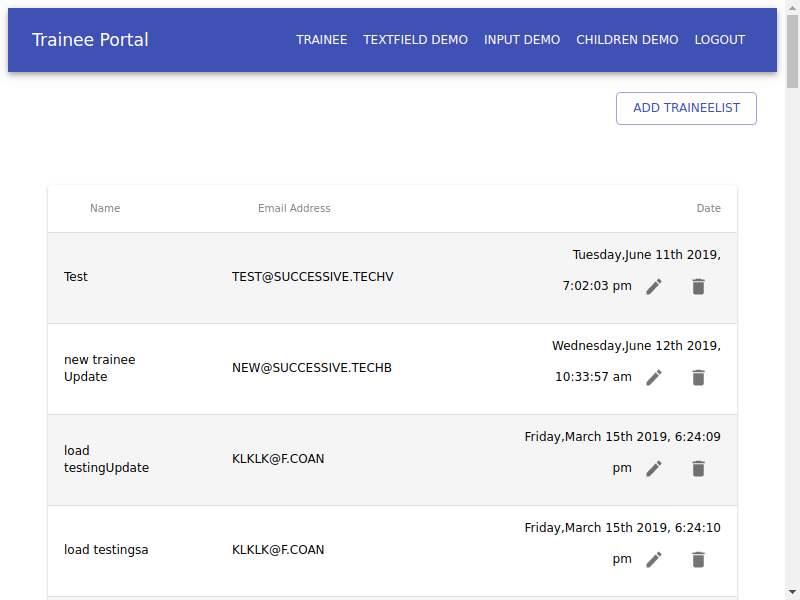 Trainee Portal TRAINEE TEXTFIELD DEMO INPUT DEMO CHILDREN DEMO LOGOUT
ADD TRAINEELIST
Name Email Address Date
Tuesday,June 11th 2019,
Test TEST@SUCCESSIVE.TECHV
7:02:03 pm
Wednesday,June 12th 2019,
new trainee
Update NEW@SUCCESSIVE.TECHB
10:33:57 am
Friday,March 15th 2019, 6:24:09
load
testingUpdate KLKLK@F.COAN
pm
Friday,March 15th 2019, 6:24:10
load testingsa KLKLK@F.COAN
pm